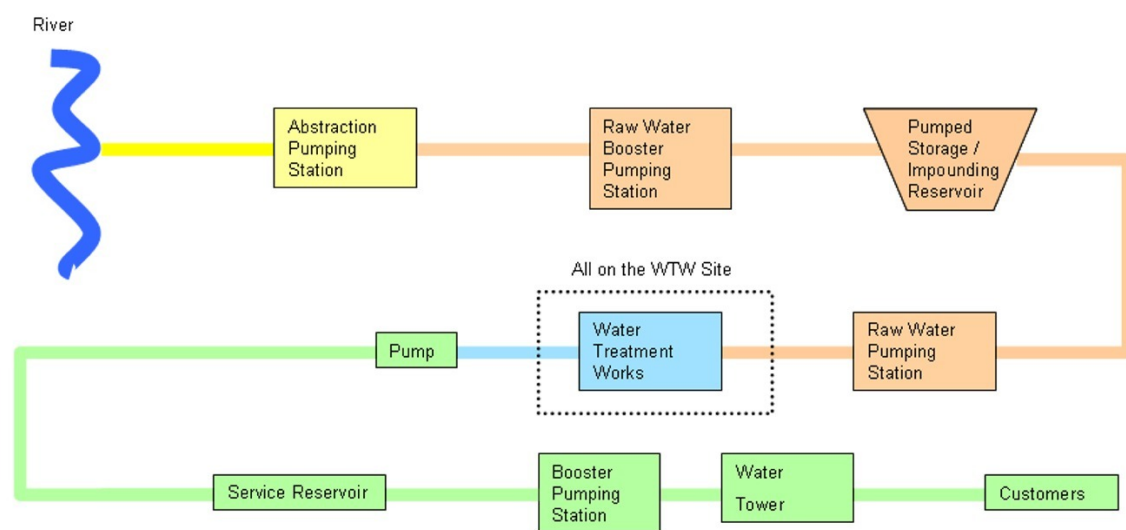 River
Abstraction
Pumping
Station
Raw Water
Booster
Pumping
Station
Pumped
Storage /
Impounding
Reservoir
All on the WTW Site
Pump
Water
Treatment
Works
Raw Water
Pumping
Station
Service Reservoir
Booster
Pumping
Station
Water
Tower
Customers